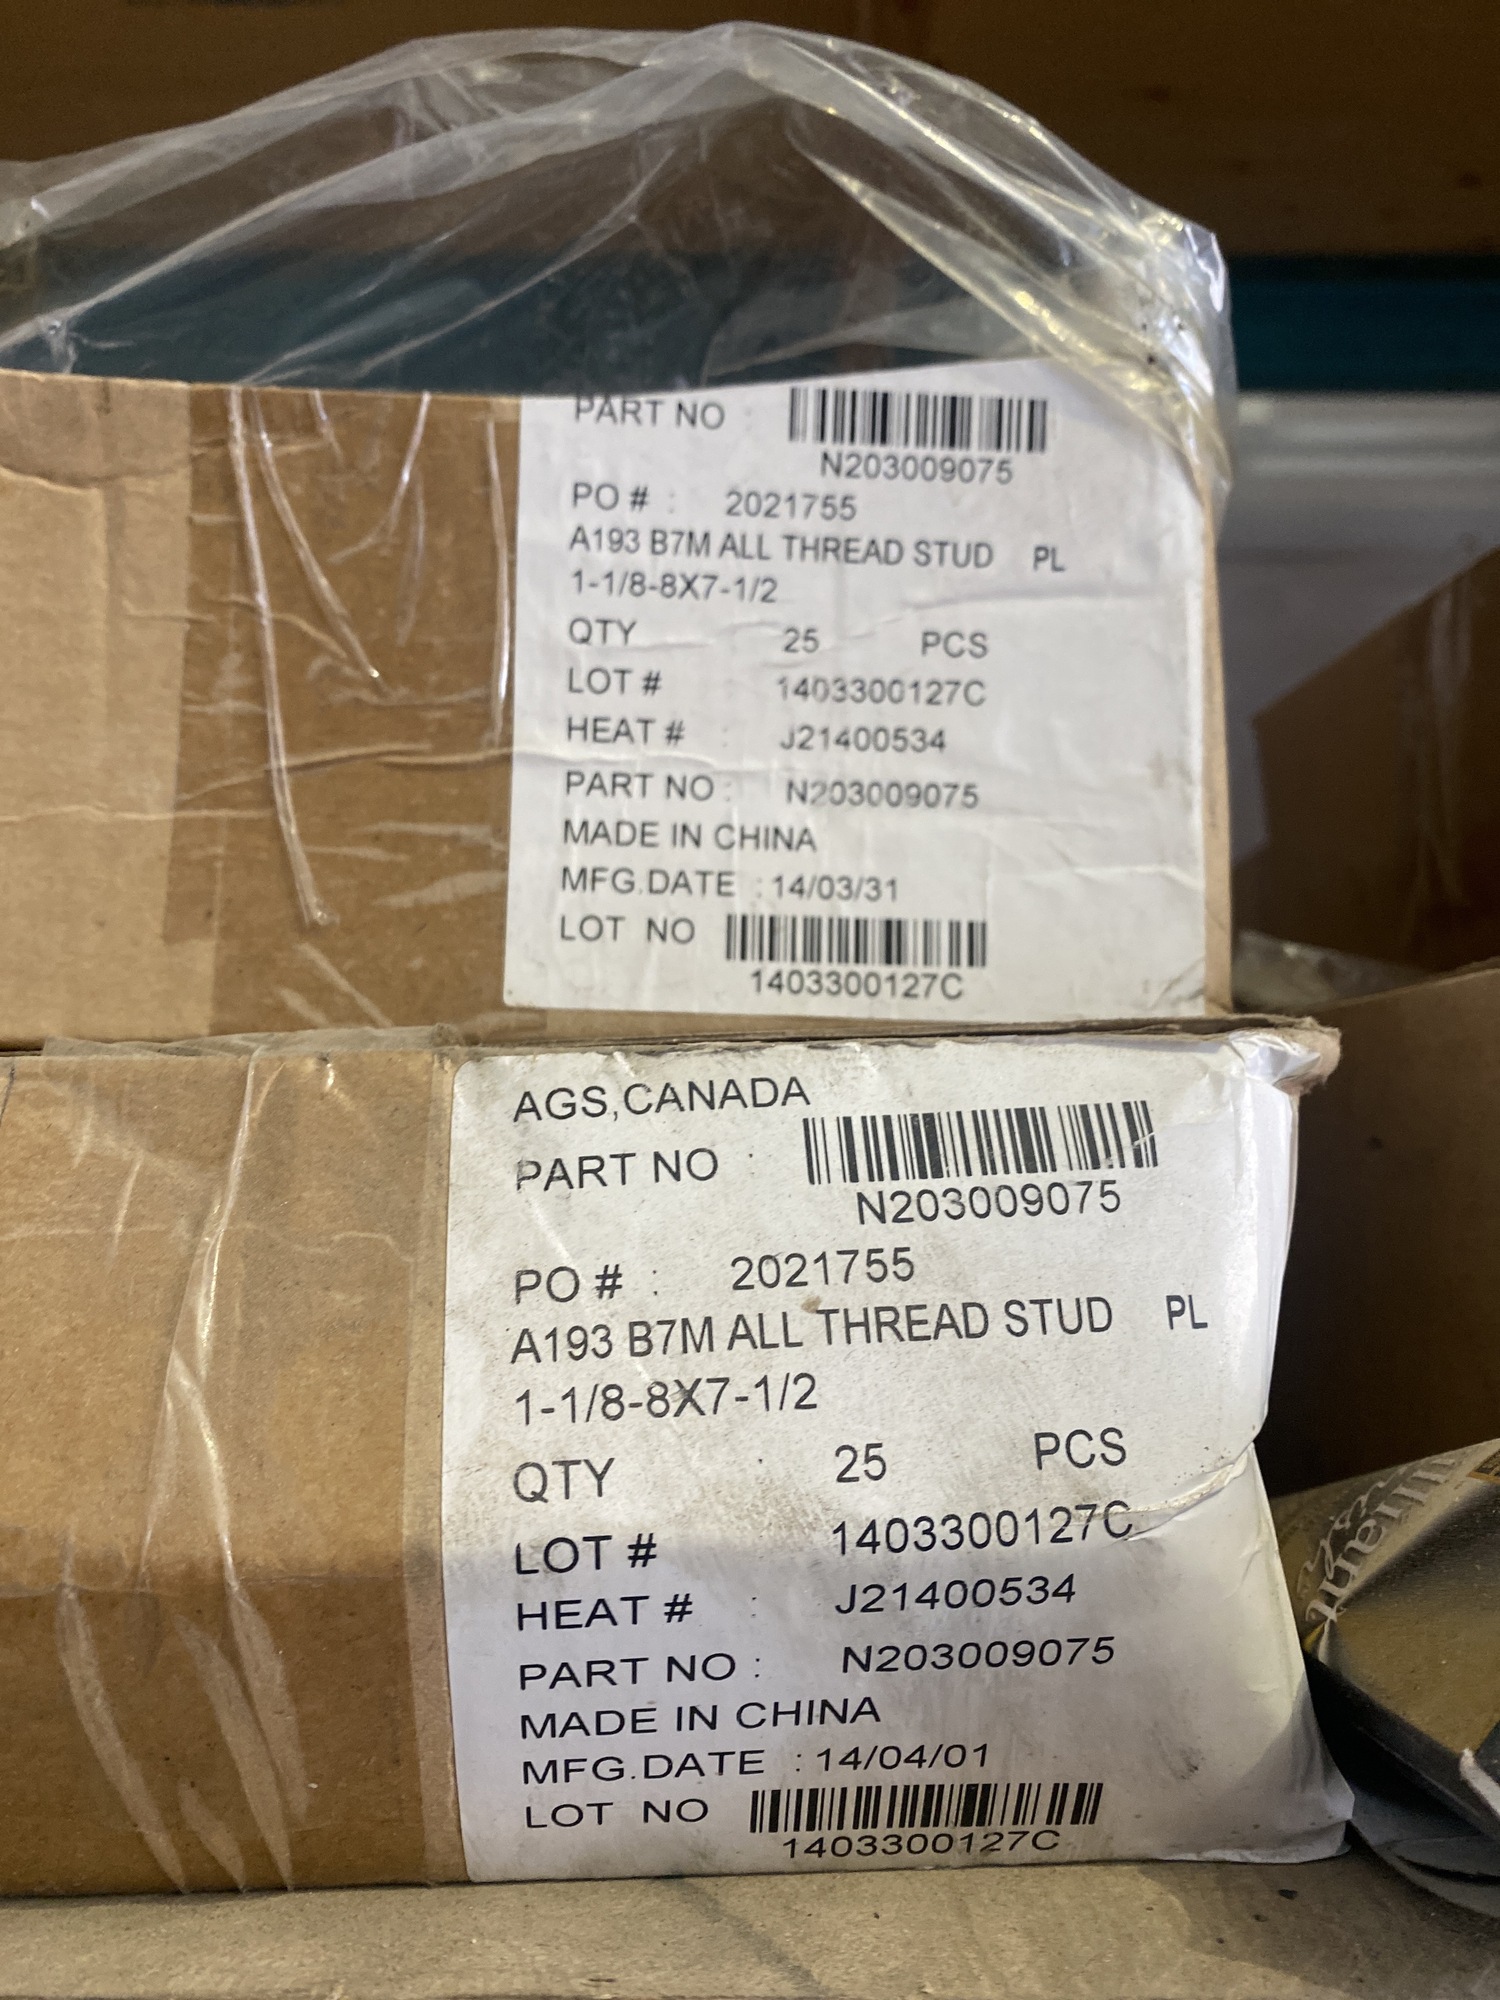 PART NO :
N203009075
PO # : 2021755
A193 B7M ALL THREAD STUD PL
1-1/8-8X7-1/2
QTY 25 PCS
LOT # 1403300127C
HEAT # : J21400534
PART NO : N203009075
MADE IN CHINA
MFG.DATE : 14/03/31
LOT NO
1403300127C
AGS,CANADA
PART NO :
N203009075
PO # : 2021755
A193 B7M ALL THREAD STUD PL
1-1/8-8X7-1/2
QTY 25 PCS
LOT # 1403300127C
HEAT # : J21400534
PART NO : N203009075
MADE IN CHINA
MFG.DATE : 14/04/01
LOT NO
1403300127C